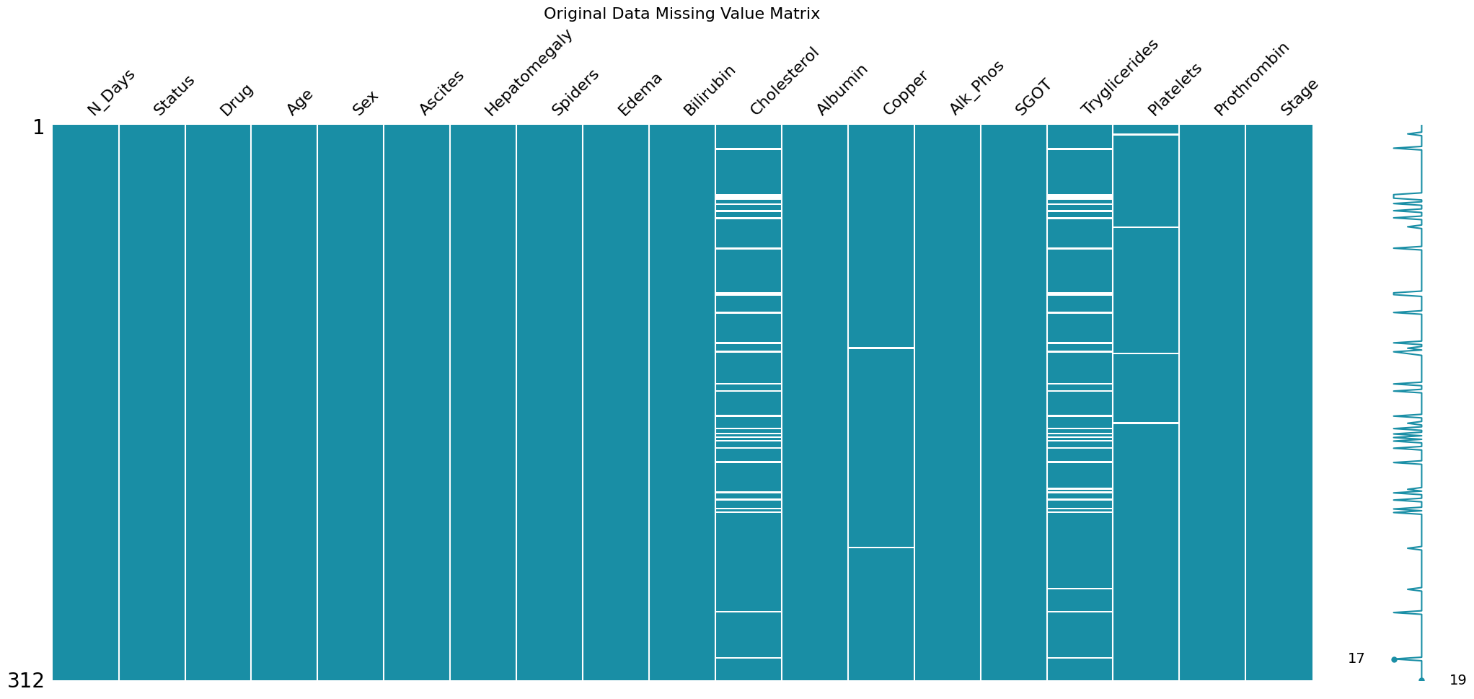 Original Data Missing Value Matrix
N_Days
Status
Drug
Age
Sex
Ascites
Hepatomegaly
Spiders
Edema
Bilirubin
Cholesterol
Albumin
Copper
Alk_Phos
SGOT
Tryglicerides
Platelets
Prothrombin
Stage
1
17
312
19